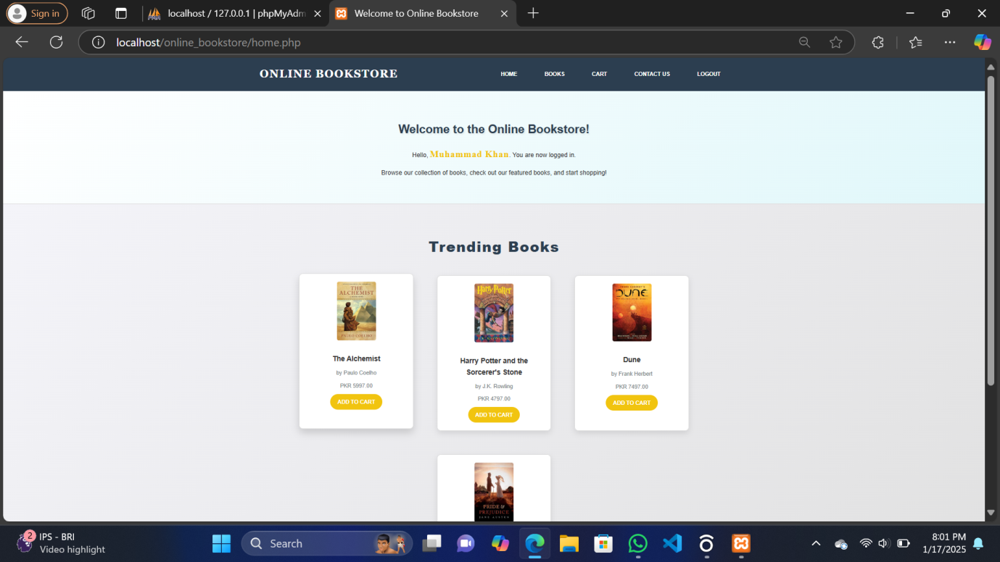 Sign in
localhost / 127.0.0.1 | phpMyAdm
Welcome to Online Bookstore
localhost/online_bookstore/home.php
ONLINE BOOKSTORE
HOME
BOOKS
CART
CONTACT US
LOGOUT
Welcome to the Online Bookstore!
Hello, Muhammad Khan. You are now logged in.
Browse our collection of books, check out our featured books, and start shopping!
Trending Books
THE
ALCHEMIST
PAULO COELHO
The Alchemist
by Paulo Coelho
PKR 5997.00
ADD TO CART
Harry Potter
J.K. ROWLING
Harry Potter and the
Sorcerer's Stone
by J.K. Rowling
PKR 4797.00
ADD TO CART
DUNE
Dune
by Frank Herbert
PKR 7497.00
ADD TO CART
PRIDE &
PREJUDICE
JANE AUSTEN
2
IPS - BRI
Video highlight
Search
8:01 PM
1/17/2025